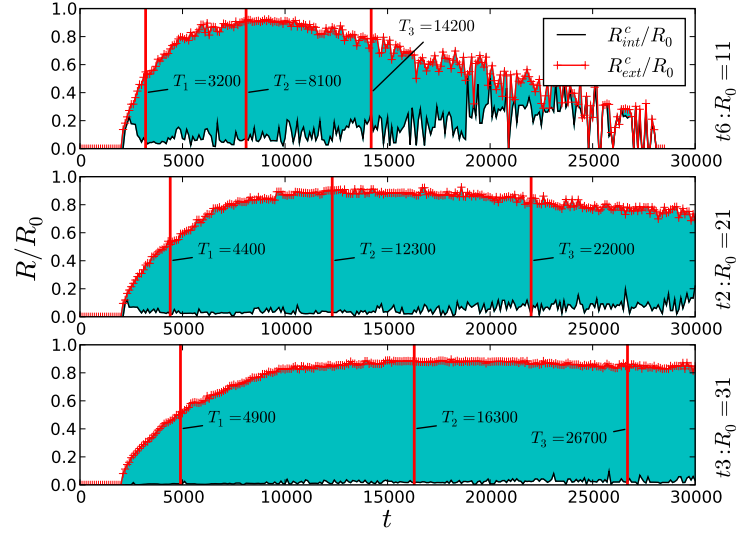 1.0
0.8
0.6
0.4
0.2
0.0
0 5000 10000 15000 20000 25000 30000
T_1 =3200
T_2 =8100
T_3 =14200
R^c_{int}/R_0
R^c_{ext}/R_0
t6:R_0=11
1.0
0.8
0.6
0.4
0.2
0.0
0 5000 10000 15000 20000 25000 30000
T_1 =4400
T_2 =12300
T_3 =22000
t2:R_0=21
R/R_0
1.0
0.8
0.6
0.4
0.2
0.0
0 5000 10000 15000 20000 25000 30000
T_1 =4900
T_2 =16300
T_3 =26700
t3:R_0=31
t